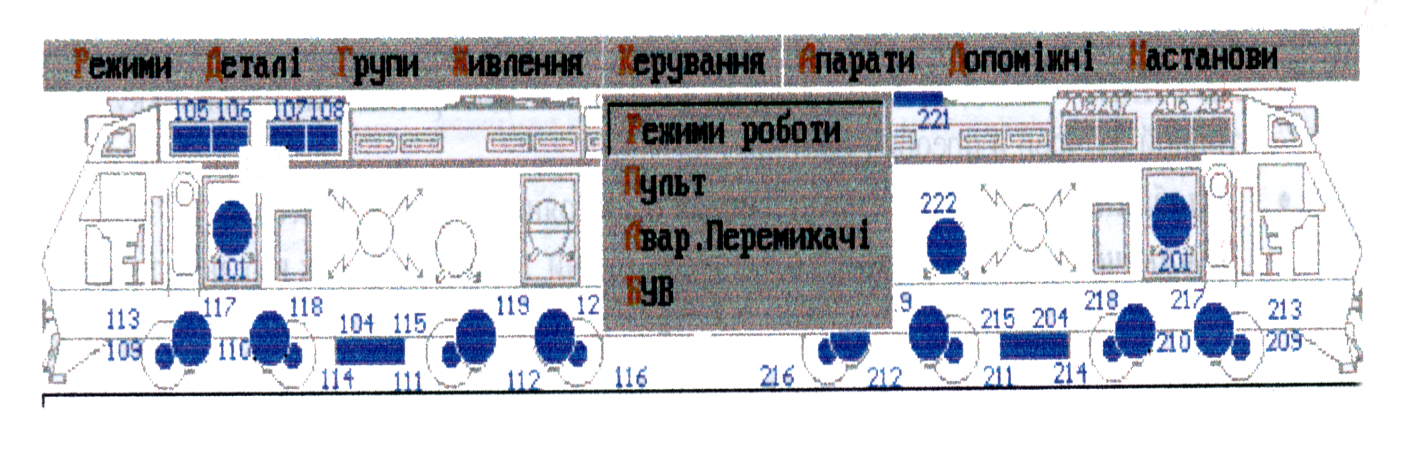 Режими Деталі Групи Живлення Керування Апарати Допоміжні Настанови
105 106 107 108 208 207 206 205
221
Режими роботи
Пульт
Авар.Перемикачі
БУВ
222
101 201
117 118 119 12 9 218 217
113 104 115 215 204 213
109 110 210 209
114 111 112 116 216 212 211 214